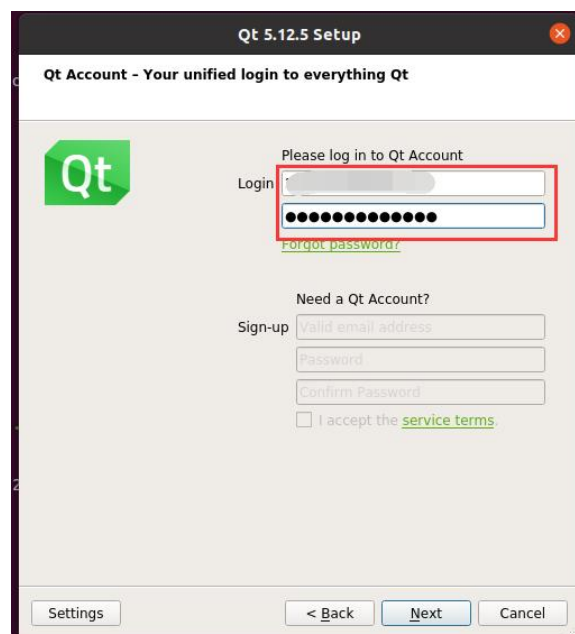 Qt 5.12.5 Setup
Qt Account – Your unified login to everything Qt
Qt
Please log in to Qt Account
Login
●●●●●●●●●●●●●
Forgot password?
Need a Qt Account?
Sign-up
Valid email address
Password
Confirm Password
I accept the service terms.
Settings
< Back
Next
Cancel